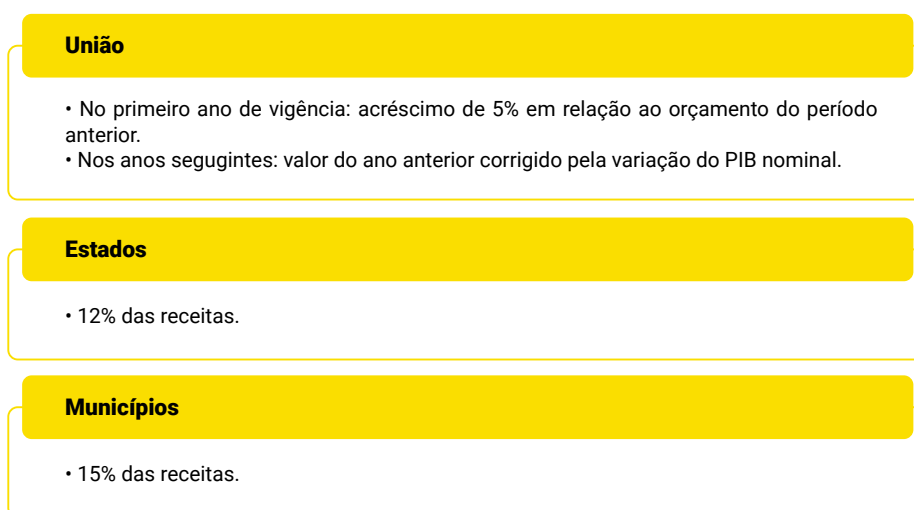 União
• No primeiro ano de vigência: acréscimo de 5% em relação ao orçamento do período
anterior.
• Nos anos segugintes: valor do ano anterior corrigido pela variação do PIB nominal.
Estados
• 12% das receitas.
Municípios
• 15% das receitas.